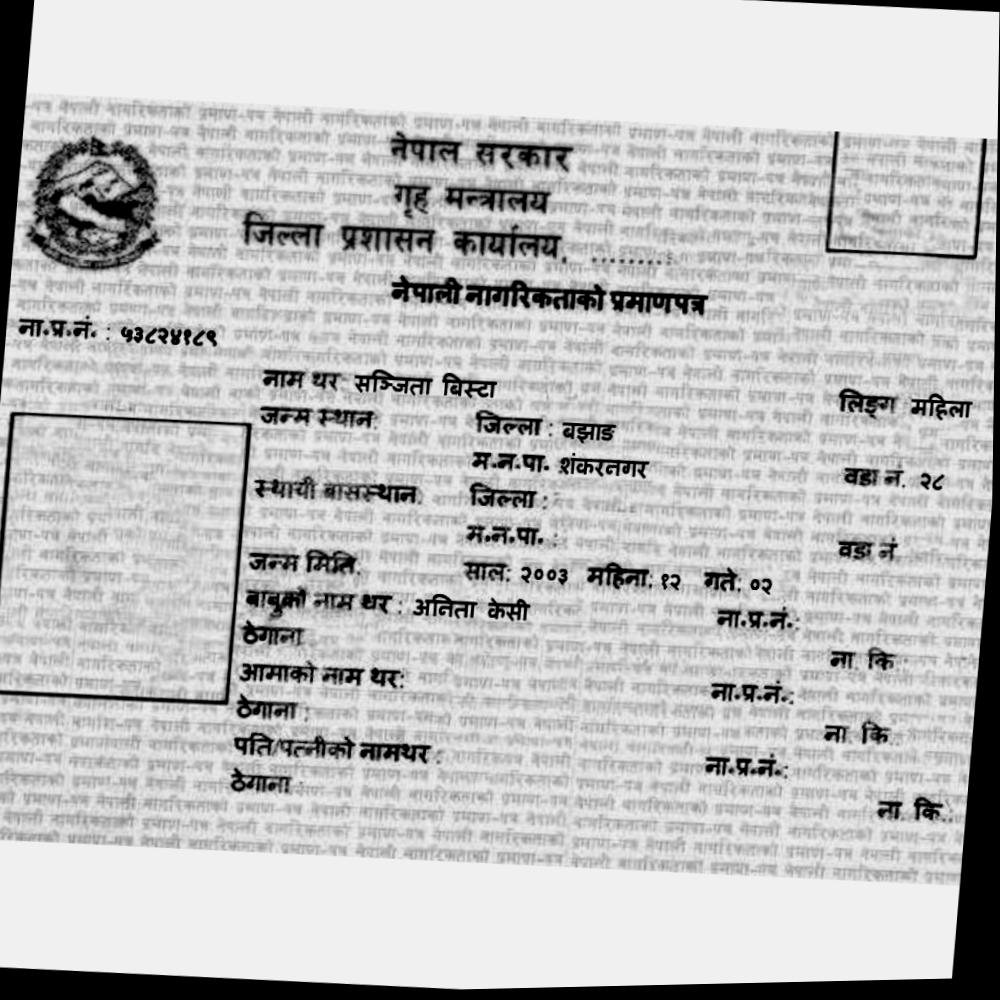 नेपाल सरकार
गृह मन्त्रालय
जिल्ला प्रशासन कार्यालय, ..........
नेपाली नागरिकताको प्रमाणपत्र
ना.प्र.नं. : ५३८२४१८९
नाम थर: सञ्जिता बिस्टा लिङ्ग महिला
जन्म स्थान: जिल्ला : बझाङ
म.न.पा. शंकरनगर वडा नं. २८
स्थायी बासस्थान: जिल्ला :
म.न.पा. : वडा नं
जन्म मिति: साल: २००३ महिना: १२ गते: ०२
बाबुको नाम थर : अनिता केसी ना.प्र.नं.:
ठेगाना : ना. कि.:
आमाको नाम थर: ना.प्र.नं.:
ठेगाना : ना. कि.:
पति/पत्नीको नामथर : ना.प्र.नं.:
ठेगाना : ना. कि.: